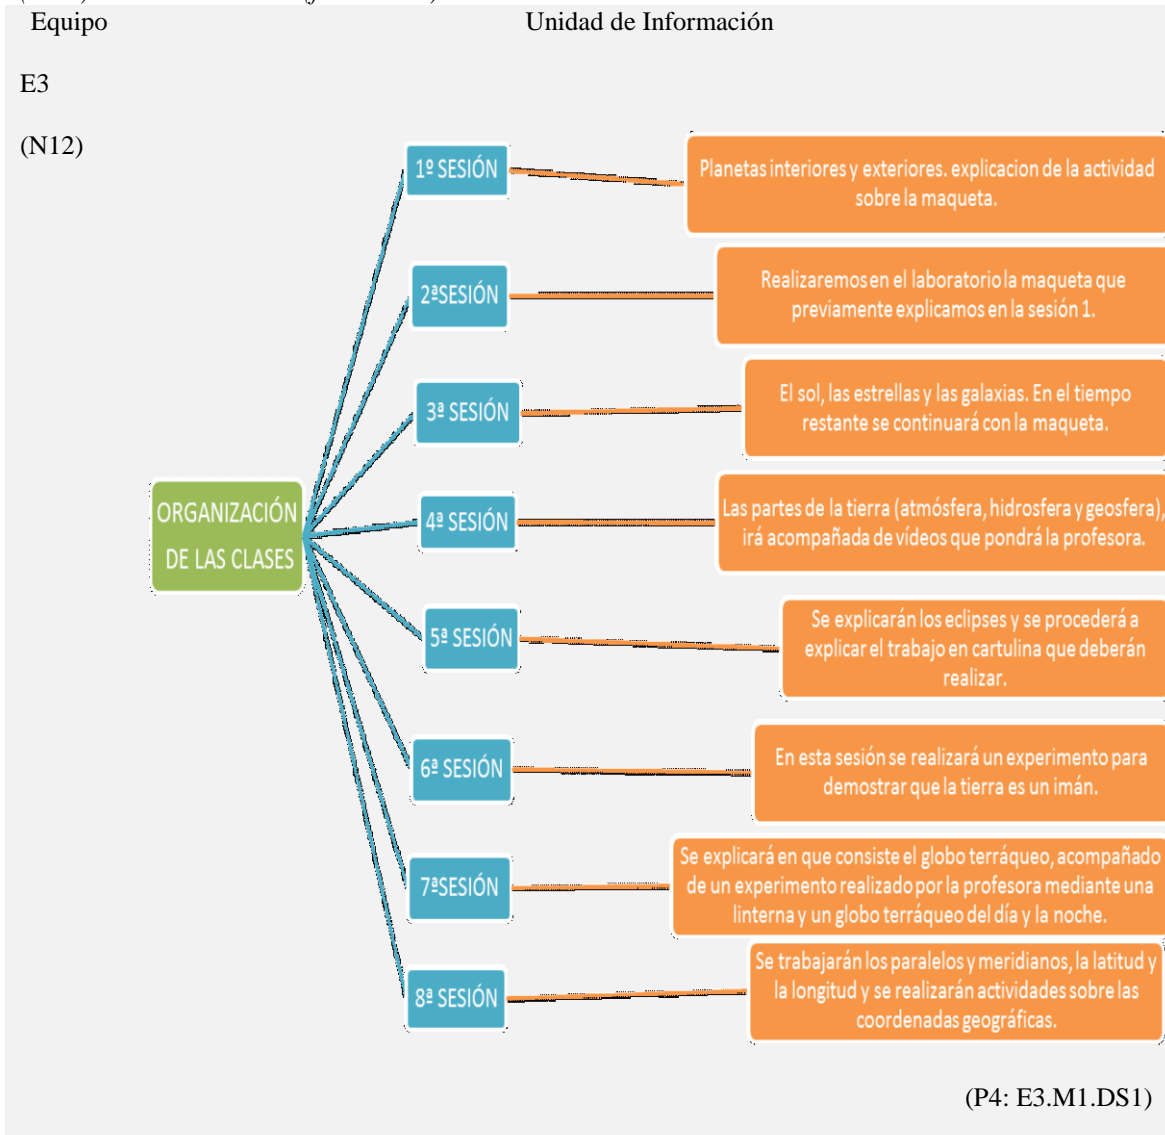 Equipo
Unidad de Información
E3
(N12)
ORGANIZACIÓN
DE LAS CLASES
1º SESIÓN
Planetas interiores y exteriores. explicacion de la actividad
sobre la maqueta.
2ªSESIÓN
Realizaremos en el laboratorio la maqueta que
previamente explicamos en la sesión 1.
3ª SESIÓN
El sol, las estrellas y las galaxias. En el tiempo
restante se continuará con la maqueta.
4ª SESIÓN
Las partes de la tierra (atmósfera, hidrosfera y geosfera),
irá acompañada de vídeos que pondrá la profesora.
5ª SESIÓN
Se explicarán los eclipses y se procederá a
explicar el trabajo en cartulina que deberán
realizar.
6ª SESIÓN
En esta sesión se realizará un experimento para
demostrar que la tierra es un imán.
7ªSESIÓN
Se explicará en que consiste el globo terráqueo, acompañado
de un experimento realizado por la profesora mediante una
linterna y un globo terráqueo del día y la noche.
8ª SESIÓN
Se trabajarán los paralelos y meridianos, la latitud y
la longitud y se realizarán actividades sobre las
coordenadas geográficas.
(P4: E3.M1.DS1)